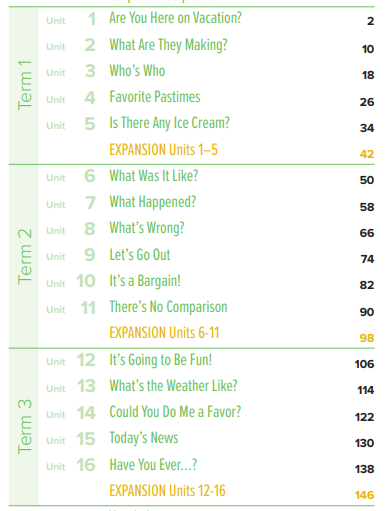 Term 1
Unit 1 Are You Here on Vacation? 2
Unit 2 What Are They Making? 10
Unit 3 Who's Who 18
Unit 4 Favorite Pastimes 26
Unit 5 Is There Any Ice Cream? 34
EXPANSION Units 1–5 42
Term 2
Unit 6 What Was It Like? 50
Unit 7 What Happened? 58
Unit 8 What's Wrong? 66
Unit 9 Let's Go Out 74
Unit 10 It's a Bargain! 82
Unit 11 There's No Comparison 90
EXPANSION Units 6-11 98
Term 3
Unit 12 It's Going to Be Fun! 106
Unit 13 What's the Weather Like? 114
Unit 14 Could You Do Me a Favor? 122
Unit 15 Today's News 130
Unit 16 Have You Ever...? 138
EXPANSION Units 12-16 146